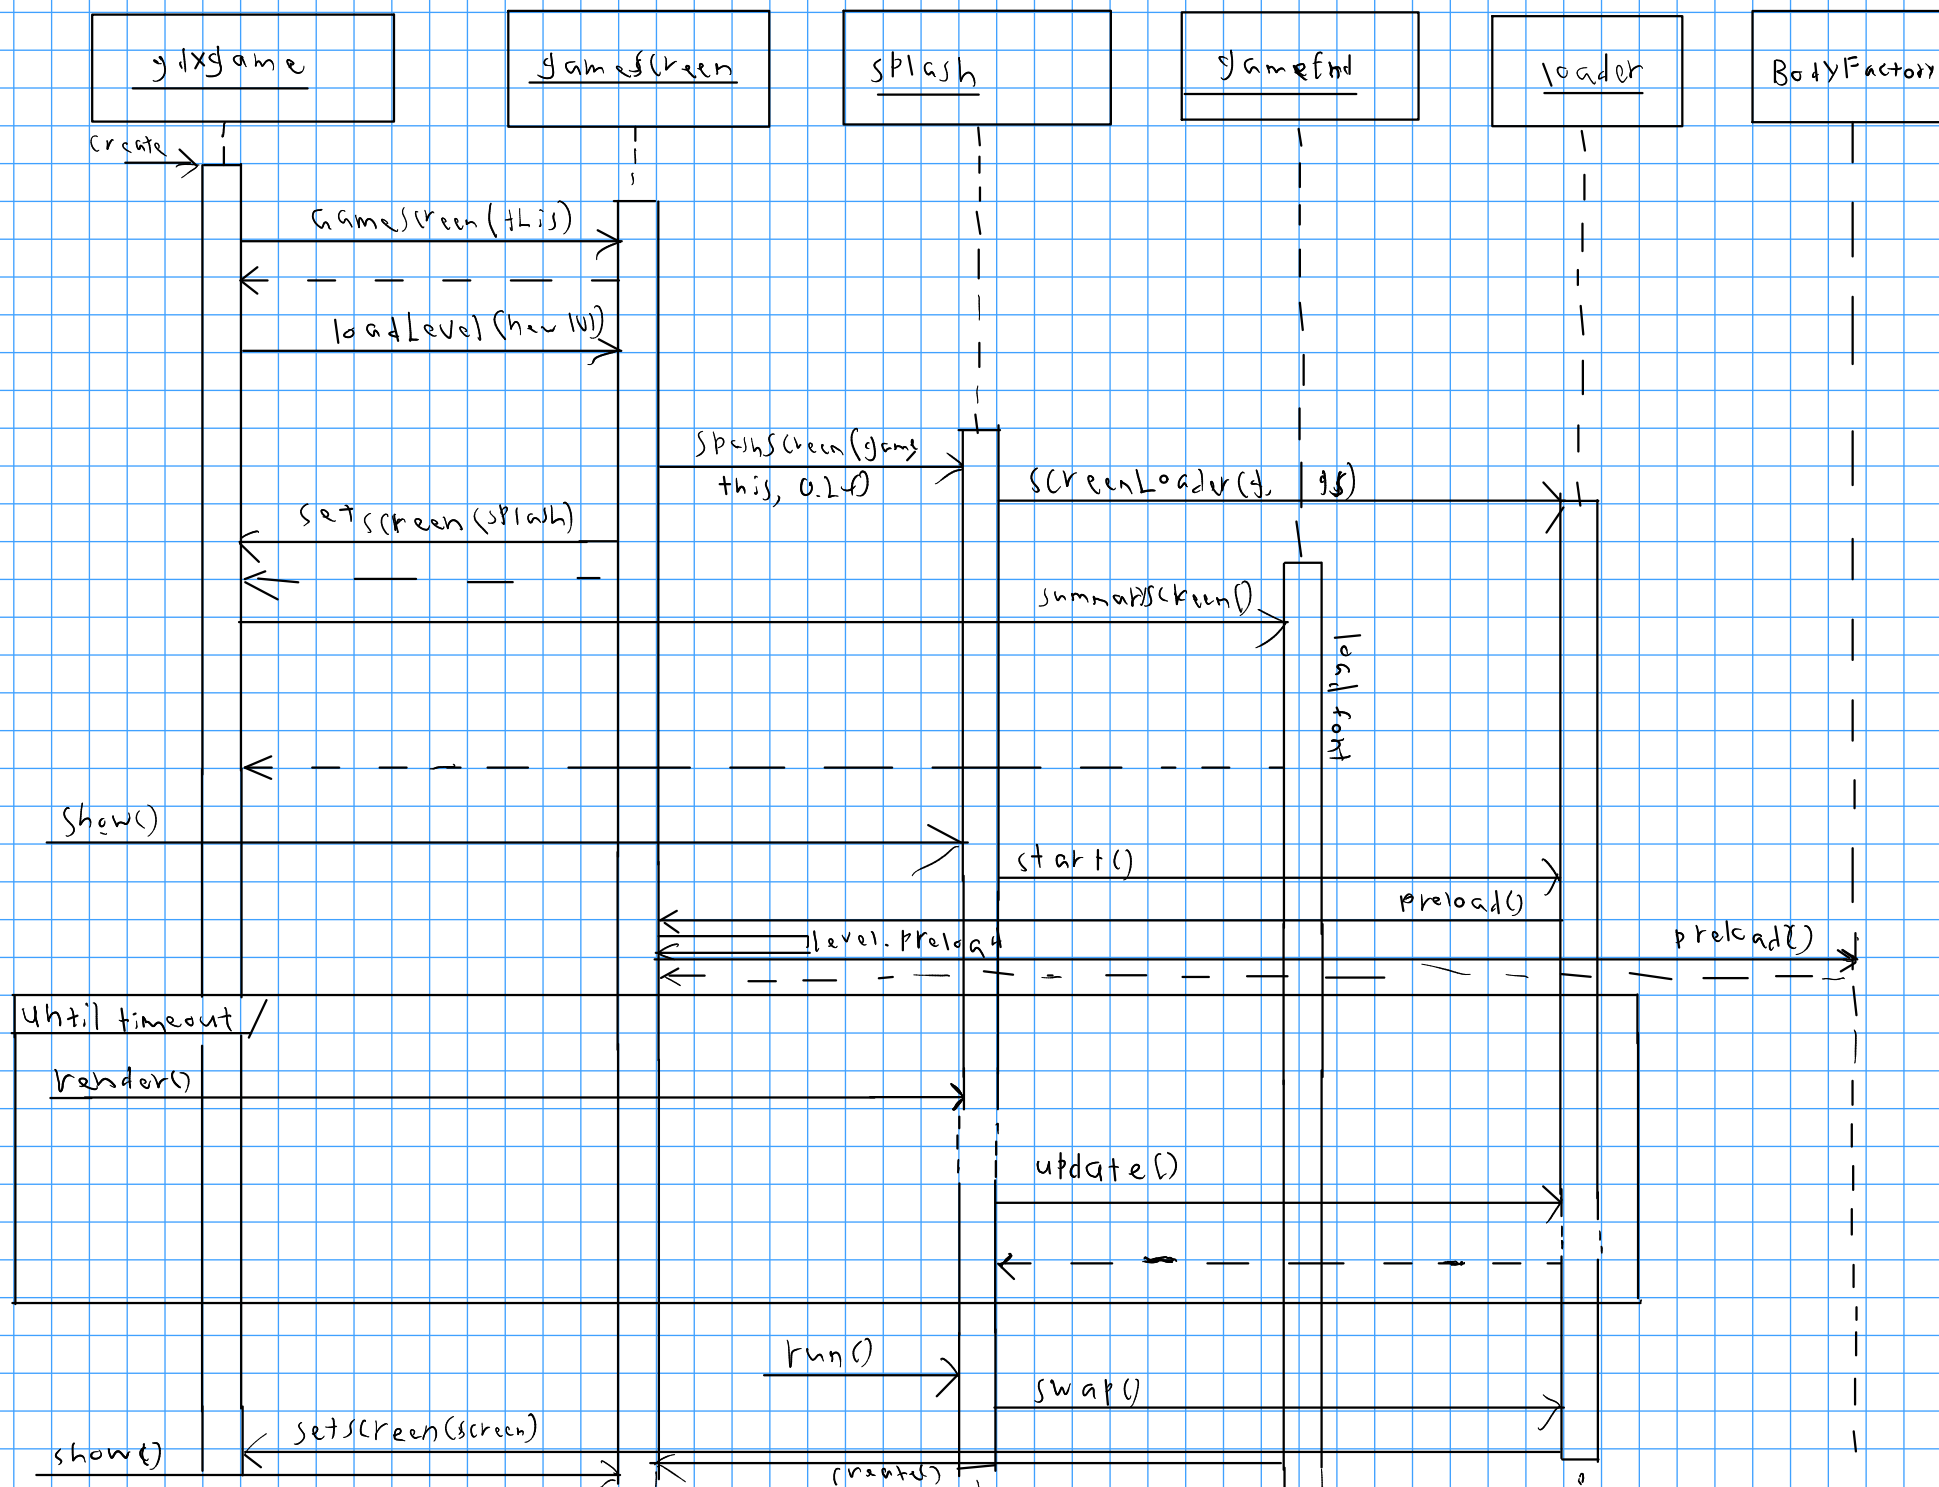 gdxgame
gamescreen
splash
gameEnd
loader
BodyFactory
create
GameScreen(this)
loadLevel(new lvl)
SplashScreen(game
this, 0.2f)
screenLoader(g, gs)
setscreen(splash)
summaryscreen()
load font
show()
start()
preload()
level.preload
preload()
until timeout
render()
update()
run()
swap()
setscreen(screen)
show()
create()